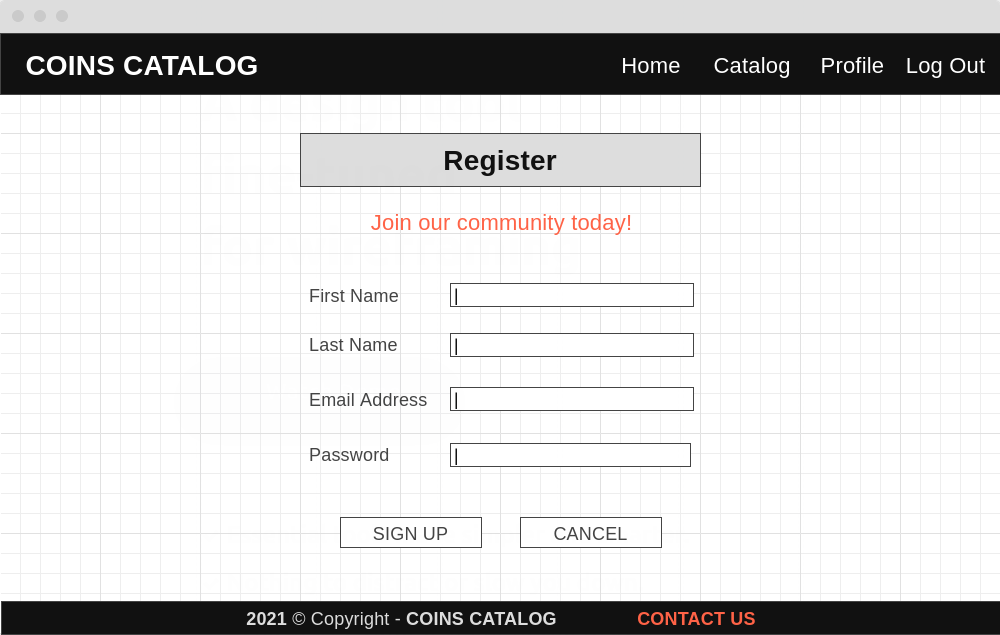 COINS CATALOG Home Catalog Profile Log Out
Register
Join our community today!
First Name
Last Name
Email Address
Password
SIGN UP CANCEL
2021 © Copyright - COINS CATALOG CONTACT US